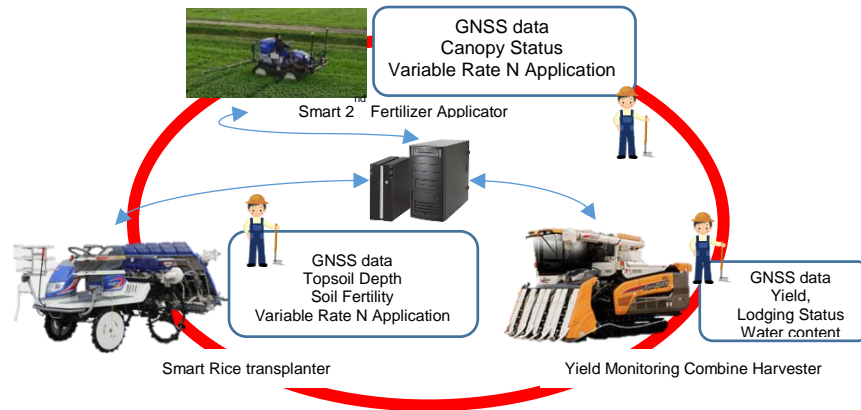 GNSS data
Canopy Status
Variable Rate N Application
Smart 2nd Fertilizer Applicator
GNSS data
Topsoil Depth
Soil Fertility
Variable Rate N Application
GNSS data
Yield,
Lodging Status
Water content
Smart Rice transplanter
Yield Monitoring Combine Harvester